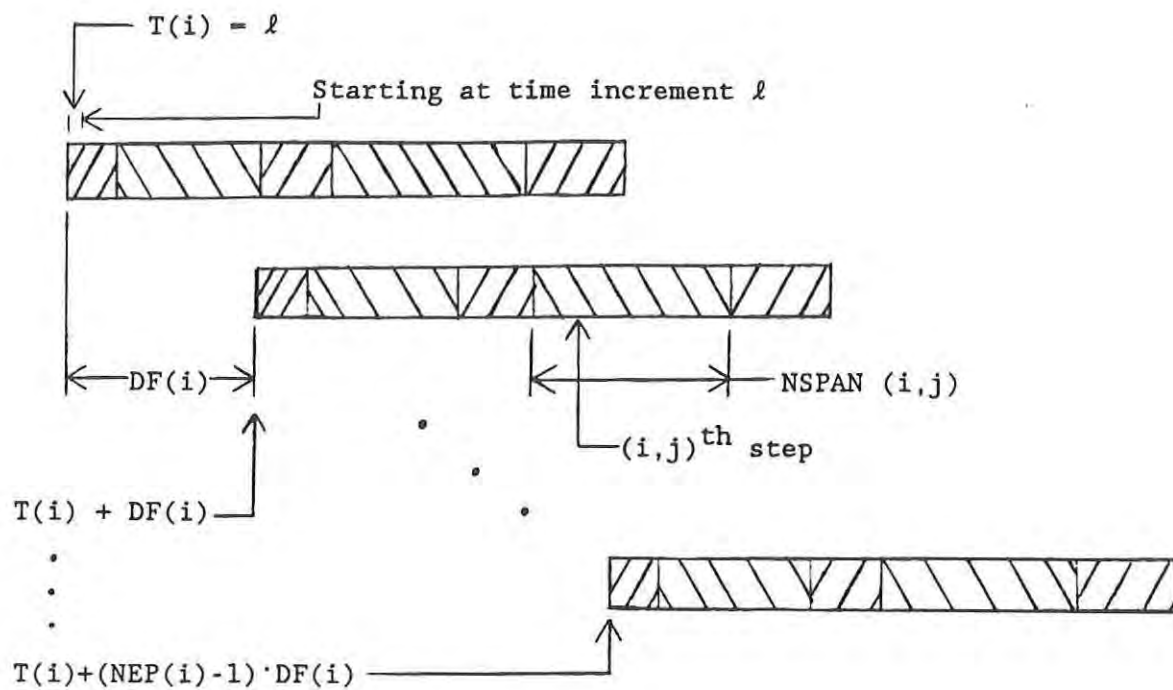 T(i) = ℓ
Starting at time increment ℓ
DF(i)
NSPAN (i,j)
(i,j)th step
T(i) + DF(i)
T(i)+(NEP(i)-1)·DF(i)